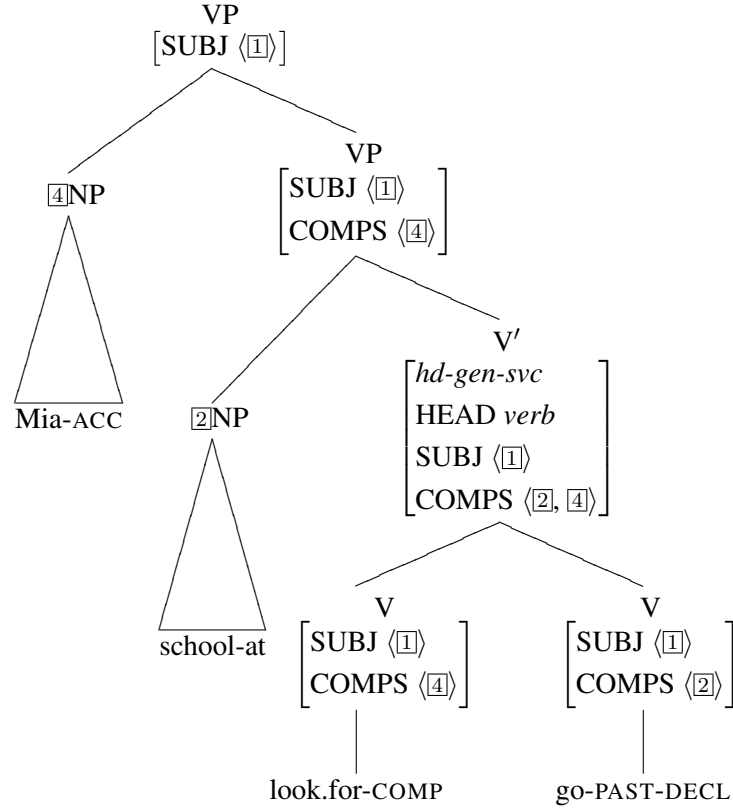 VP
[SUBJ ⟨1⟩]
VP
4NP
[SUBJ ⟨1⟩
COMPS ⟨4⟩]
V′
Mia-ACC
2NP
[hd-gen-svc
HEAD verb
SUBJ ⟨1⟩
COMPS ⟨2, 4⟩]
V V
school-at
[SUBJ ⟨1⟩ [SUBJ ⟨1⟩
COMPS ⟨4⟩] COMPS ⟨2⟩]
look.for-COMP go-PAST-DECL